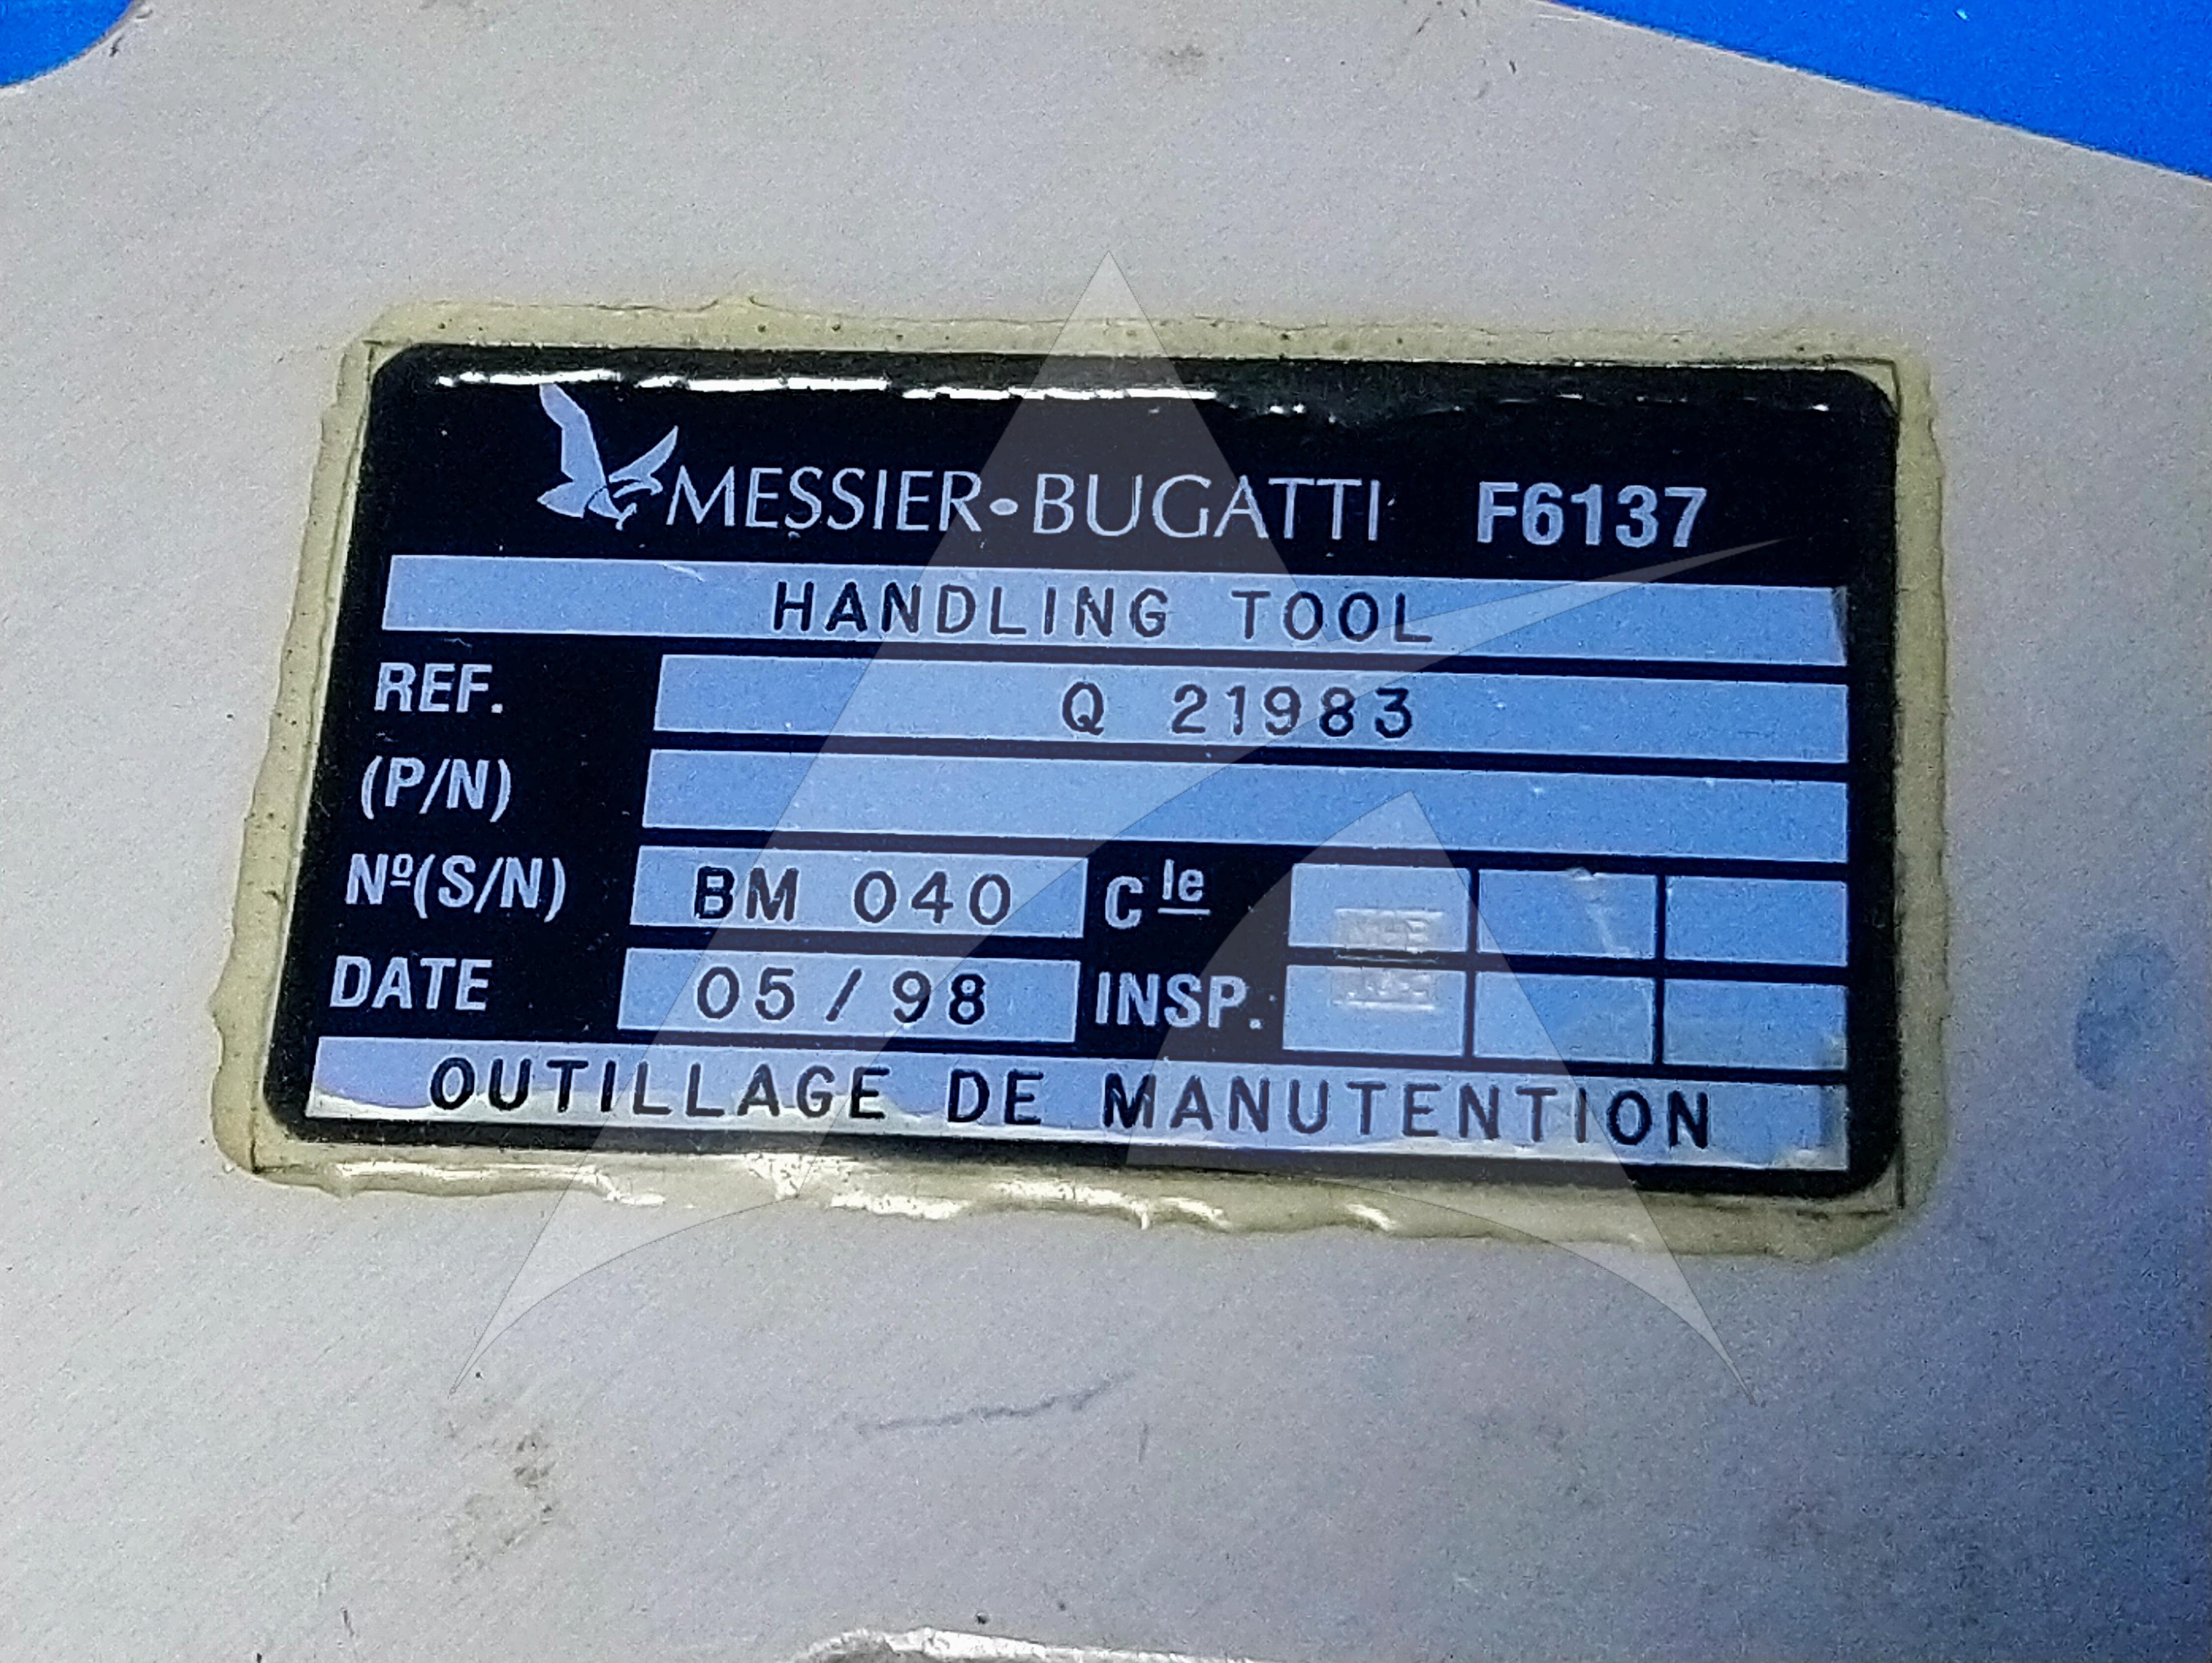 MESSIER•BUGATTI F6137
HANDLING TOOL
REF. Q 21983
(P/N)
Nº(S/N) BM 040 Cle
DATE 05/98 INSP.
OUTILLAGE DE MANUTENTION